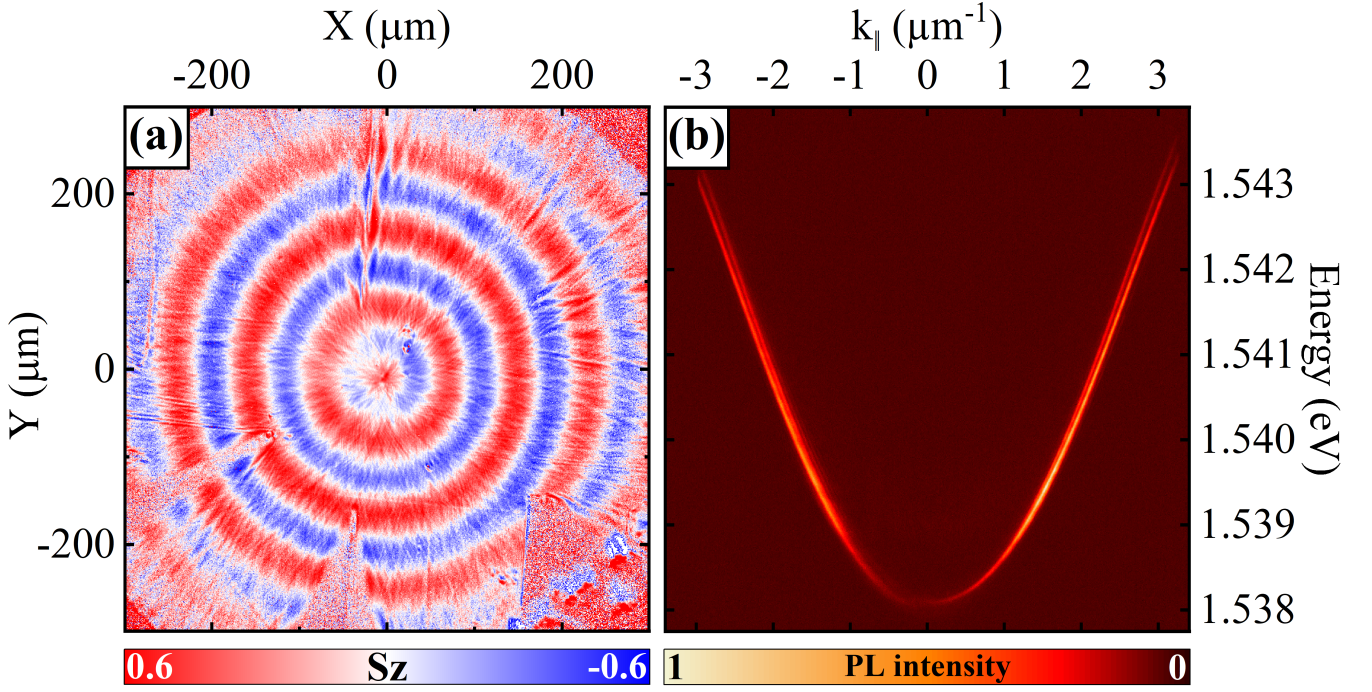 X (μm)
-200 0 200
(a)
Y (μm)
200
0
-200
0.6 Sz -0.6
k∥ (μm-1)
-3 -2 -1 0 1 2 3
(b)
1.543
1.542
1.541
1.540
1.539
1.538
Energy (eV)
1 PL intensity 0